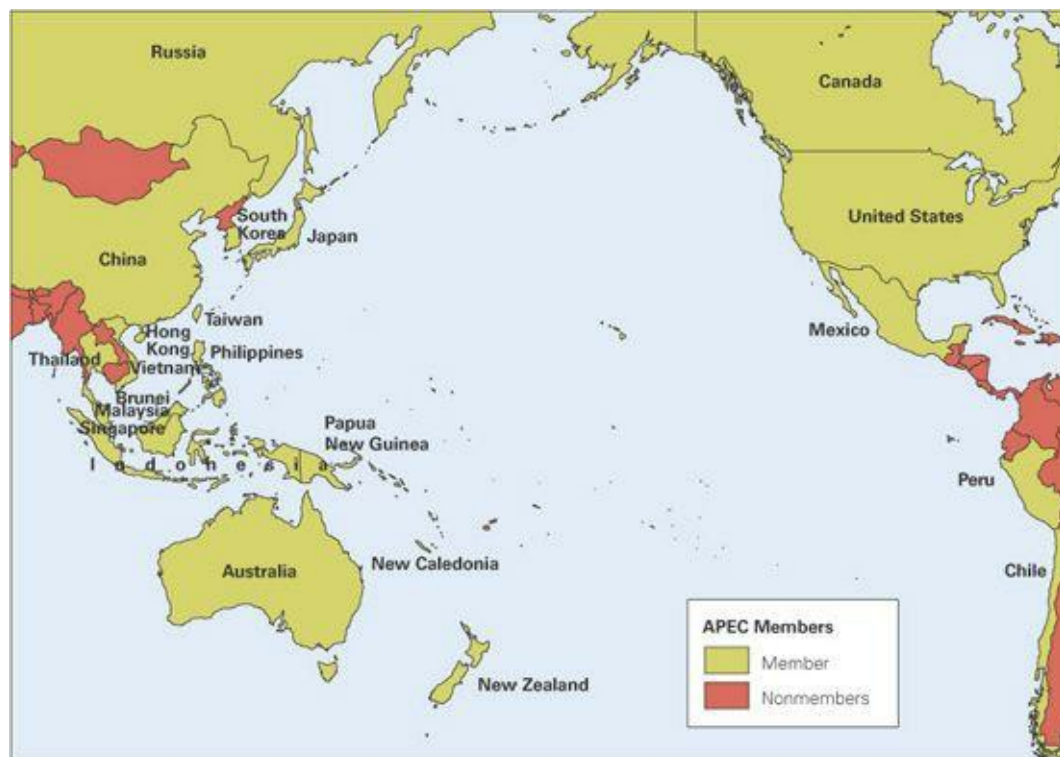 Russia
Canada
South
Korea
Japan
United States
China
Taiwan
Hong
Kong
Philippines
Thailand
Vietnam
Mexico
Brunei
Malaysia
Singapore
Papua
New Guinea
Indonesia
Peru
Australia
New Caledonia
Chile
APEC Members
Member
Nonmembers
New Zealand